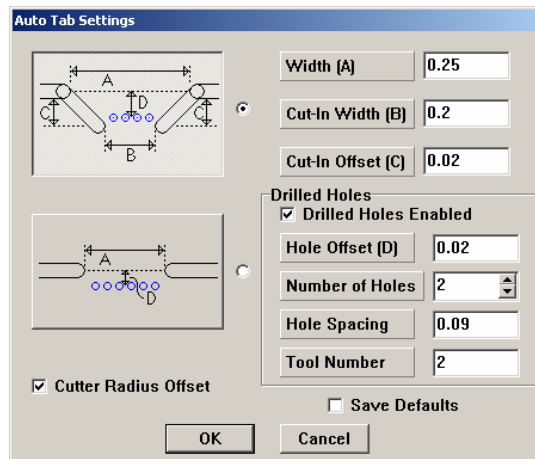 Auto Tab Settings
A
D
C
C
B
Width (A) 0.25
Cut-In Width (B) 0.2
Cut-In Offset (C) 0.02
Drilled Holes
Drilled Holes Enabled
Hole Offset (D) 0.02
Number of Holes 2
Hole Spacing 0.09
Tool Number 2
A
D
Cutter Radius Offset
Save Defaults
OK Cancel